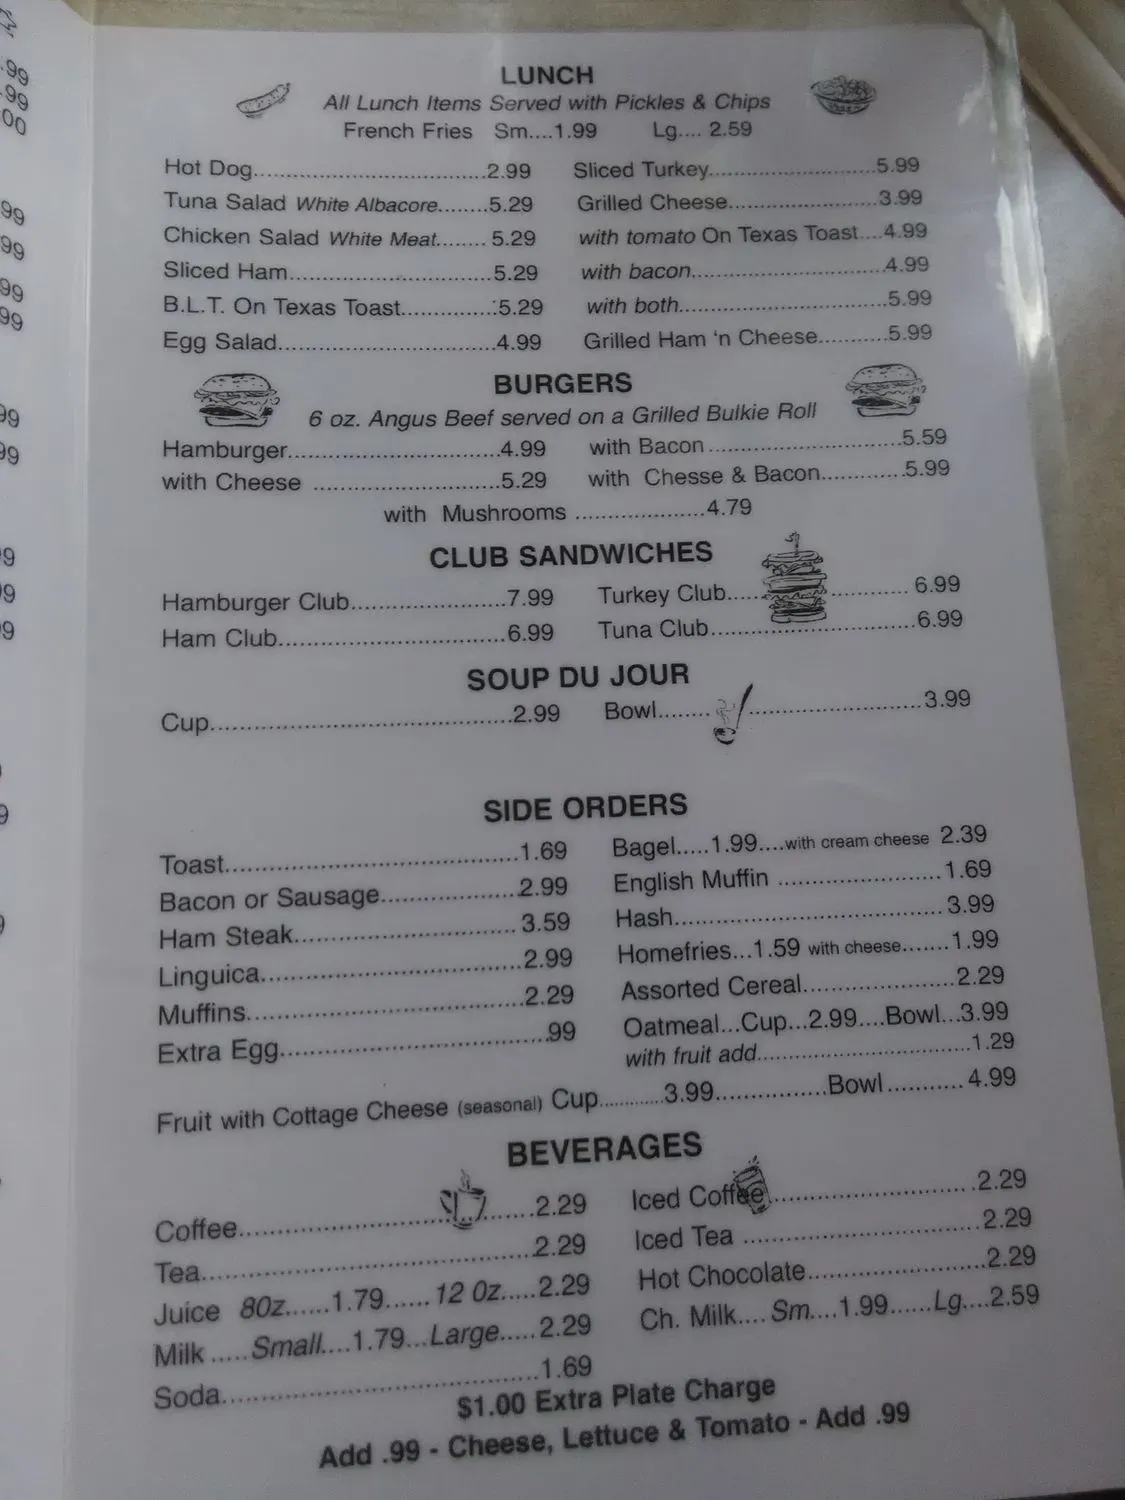 LUNCH
All Lunch Items Served with Pickles & Chips
French Fries Sm....1.99 Lg.... 2.59
Hot Dog.................................2.99 Sliced Turkey..........................5.99
Tuna Salad White Albacore.......5.29 Grilled Cheese.......................3.99
Chicken Salad White Meat....... 5.29 with tomato On Texas Toast....4.99
Sliced Ham.............................5.29 with bacon.............................4.99
B.L.T. On Texas Toast.............5.29 with both...............................5.99
Egg Salad...............................4.99 Grilled Ham 'n Cheese..........5.99
BURGERS
6 oz. Angus Beef served on a Grilled Bulkie Roll
Hamburger..............................4.99 with Bacon ............................5.59
with Cheese ..........................5.29 with Chesse & Bacon............5.99
with Mushrooms ...................4.79
CLUB SANDWICHES
Hamburger Club......................7.99 Turkey Club..................... 6.99
Ham Club................................6.99 Tuna Club.............................6.99
SOUP DU JOUR
Cup..........................................2.99 Bowl..................................3.99
SIDE ORDERS
Toast........................................1.69 Bagel.....1.99....with cream cheese 2.39
Bacon or Sausage...................2.99 English Muffin .......................1.69
Ham Steak............................... 3.59 Hash.....................................3.99
Linguica...................................2.99 Homefries...1.59 with cheese.......1.99
Muffins.....................................2.29 Assorted Cereal.....................2.29
Extra Egg.....................................99 Oatmeal...Cup...2.99....Bowl...3.99
with fruit add..............................1.29
Fruit with Cottage Cheese (seasonal) Cup............3.99................Bowl...........4.99
BEVERAGES
Coffee.....................................2.29 Iced Coffee............................2.29
Tea..........................................2.29 Iced Tea ...............................2.29
Juice 8oz......1.79...... 12 Oz.....2.29 Hot Chocolate.......................2.29
Milk ..... Small....1.79...Large.....2.29 Ch. Milk.... Sm....1.99......Lg....2.59
Soda.......................................1.69
$1.00 Extra Plate Charge
Add .99 - Cheese, Lettuce & Tomato - Add .99